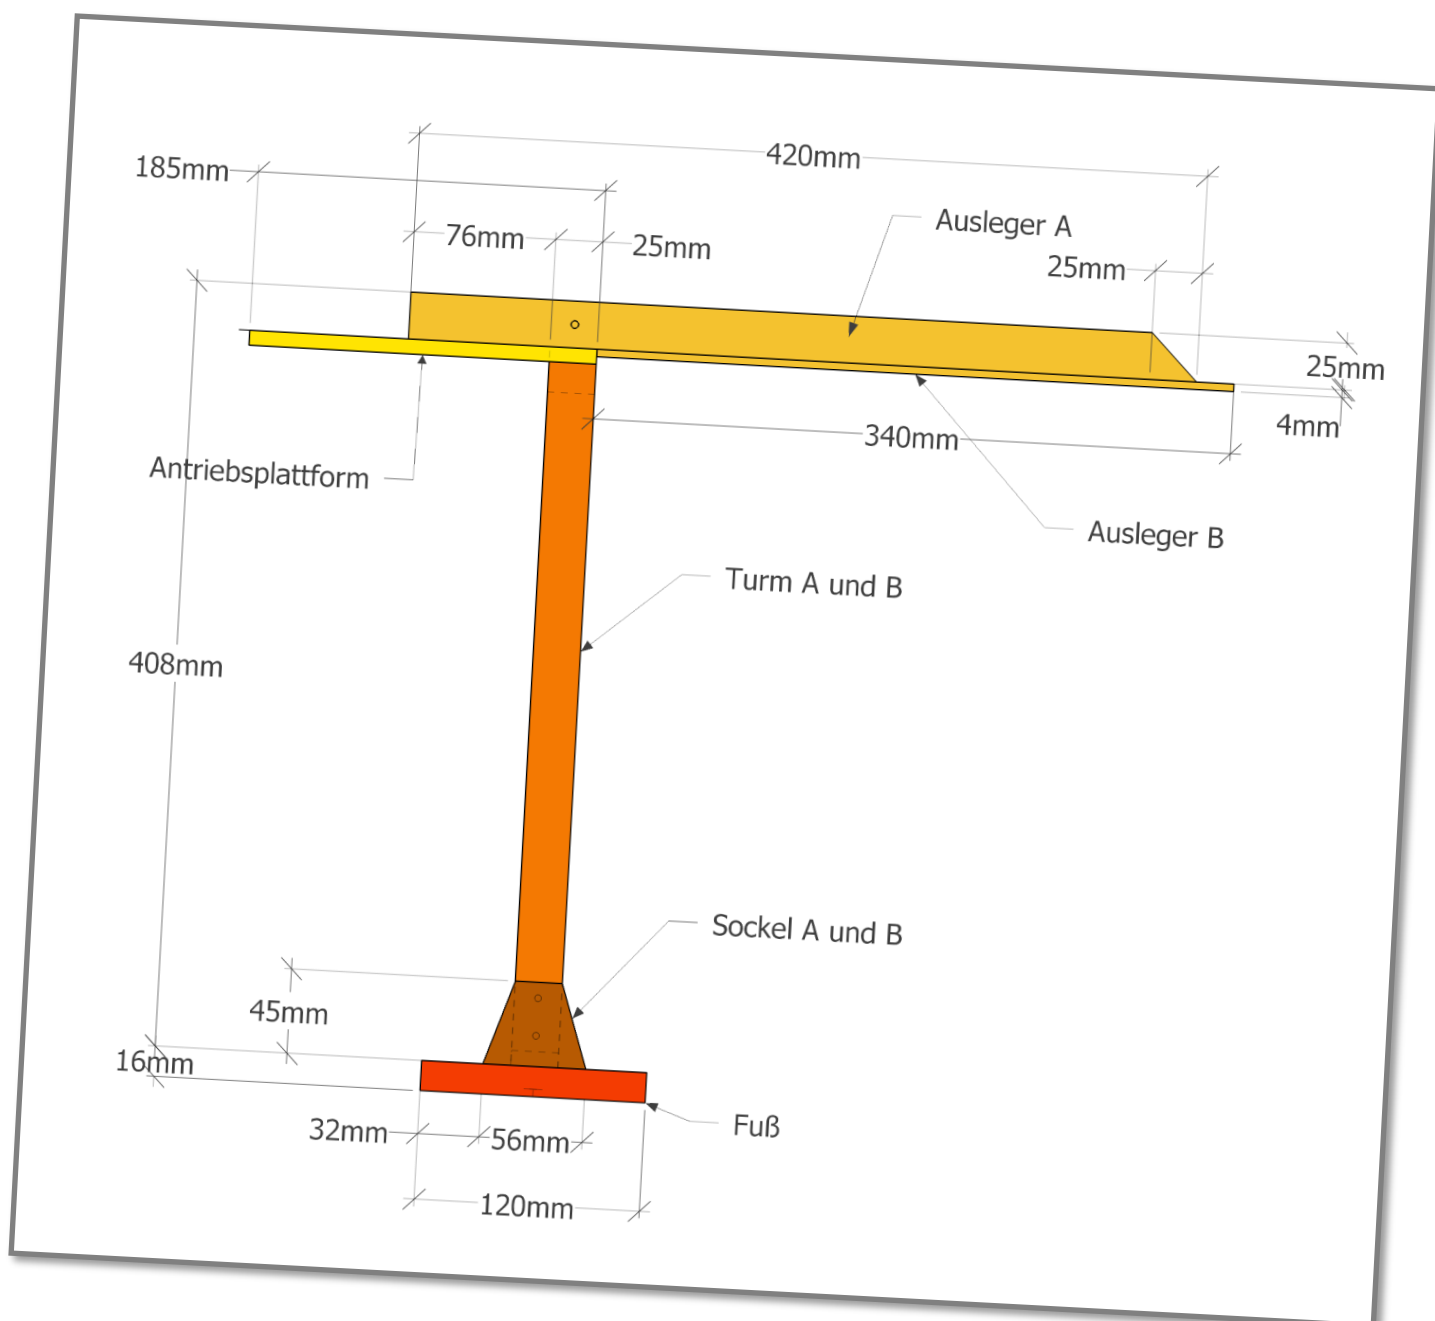 420mm
185mm
76mm
25mm
Ausleger A
25mm
25mm
4mm
340mm
Antriebsplattform
Ausleger B
Turm A und B
408mm
Sockel A und B
45mm
16mm
32mm
56mm
Fuß
120mm